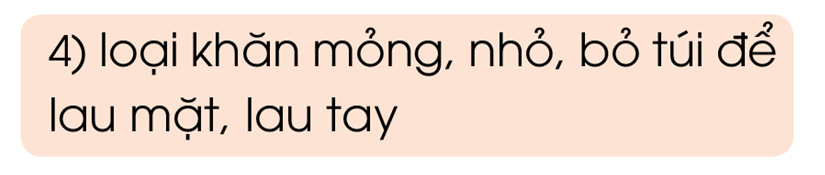 4) loại khăn mỏng, nhỏ, bỏ túi để
lau mặt, lau tay